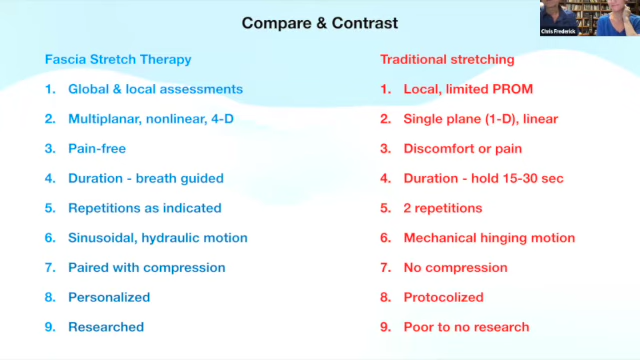 Compare & Contrast
Chris Frederick
Fascia Stretch Therapy
1. Global & local assessments
2. Multiplanar, nonlinear, 4-D
3. Pain-free
4. Duration - breath guided
5. Repetitions as indicated
6. Sinusoidal, hydraulic motion
7. Paired with compression
8. Personalized
9. Researched
Traditional stretching
1. Local, limited PROM
2. Single plane (1-D), linear
3. Discomfort or pain
4. Duration - hold 15-30 sec
5. 2 repetitions
6. Mechanical hinging motion
7. No compression
8. Protocolized
9. Poor to no research